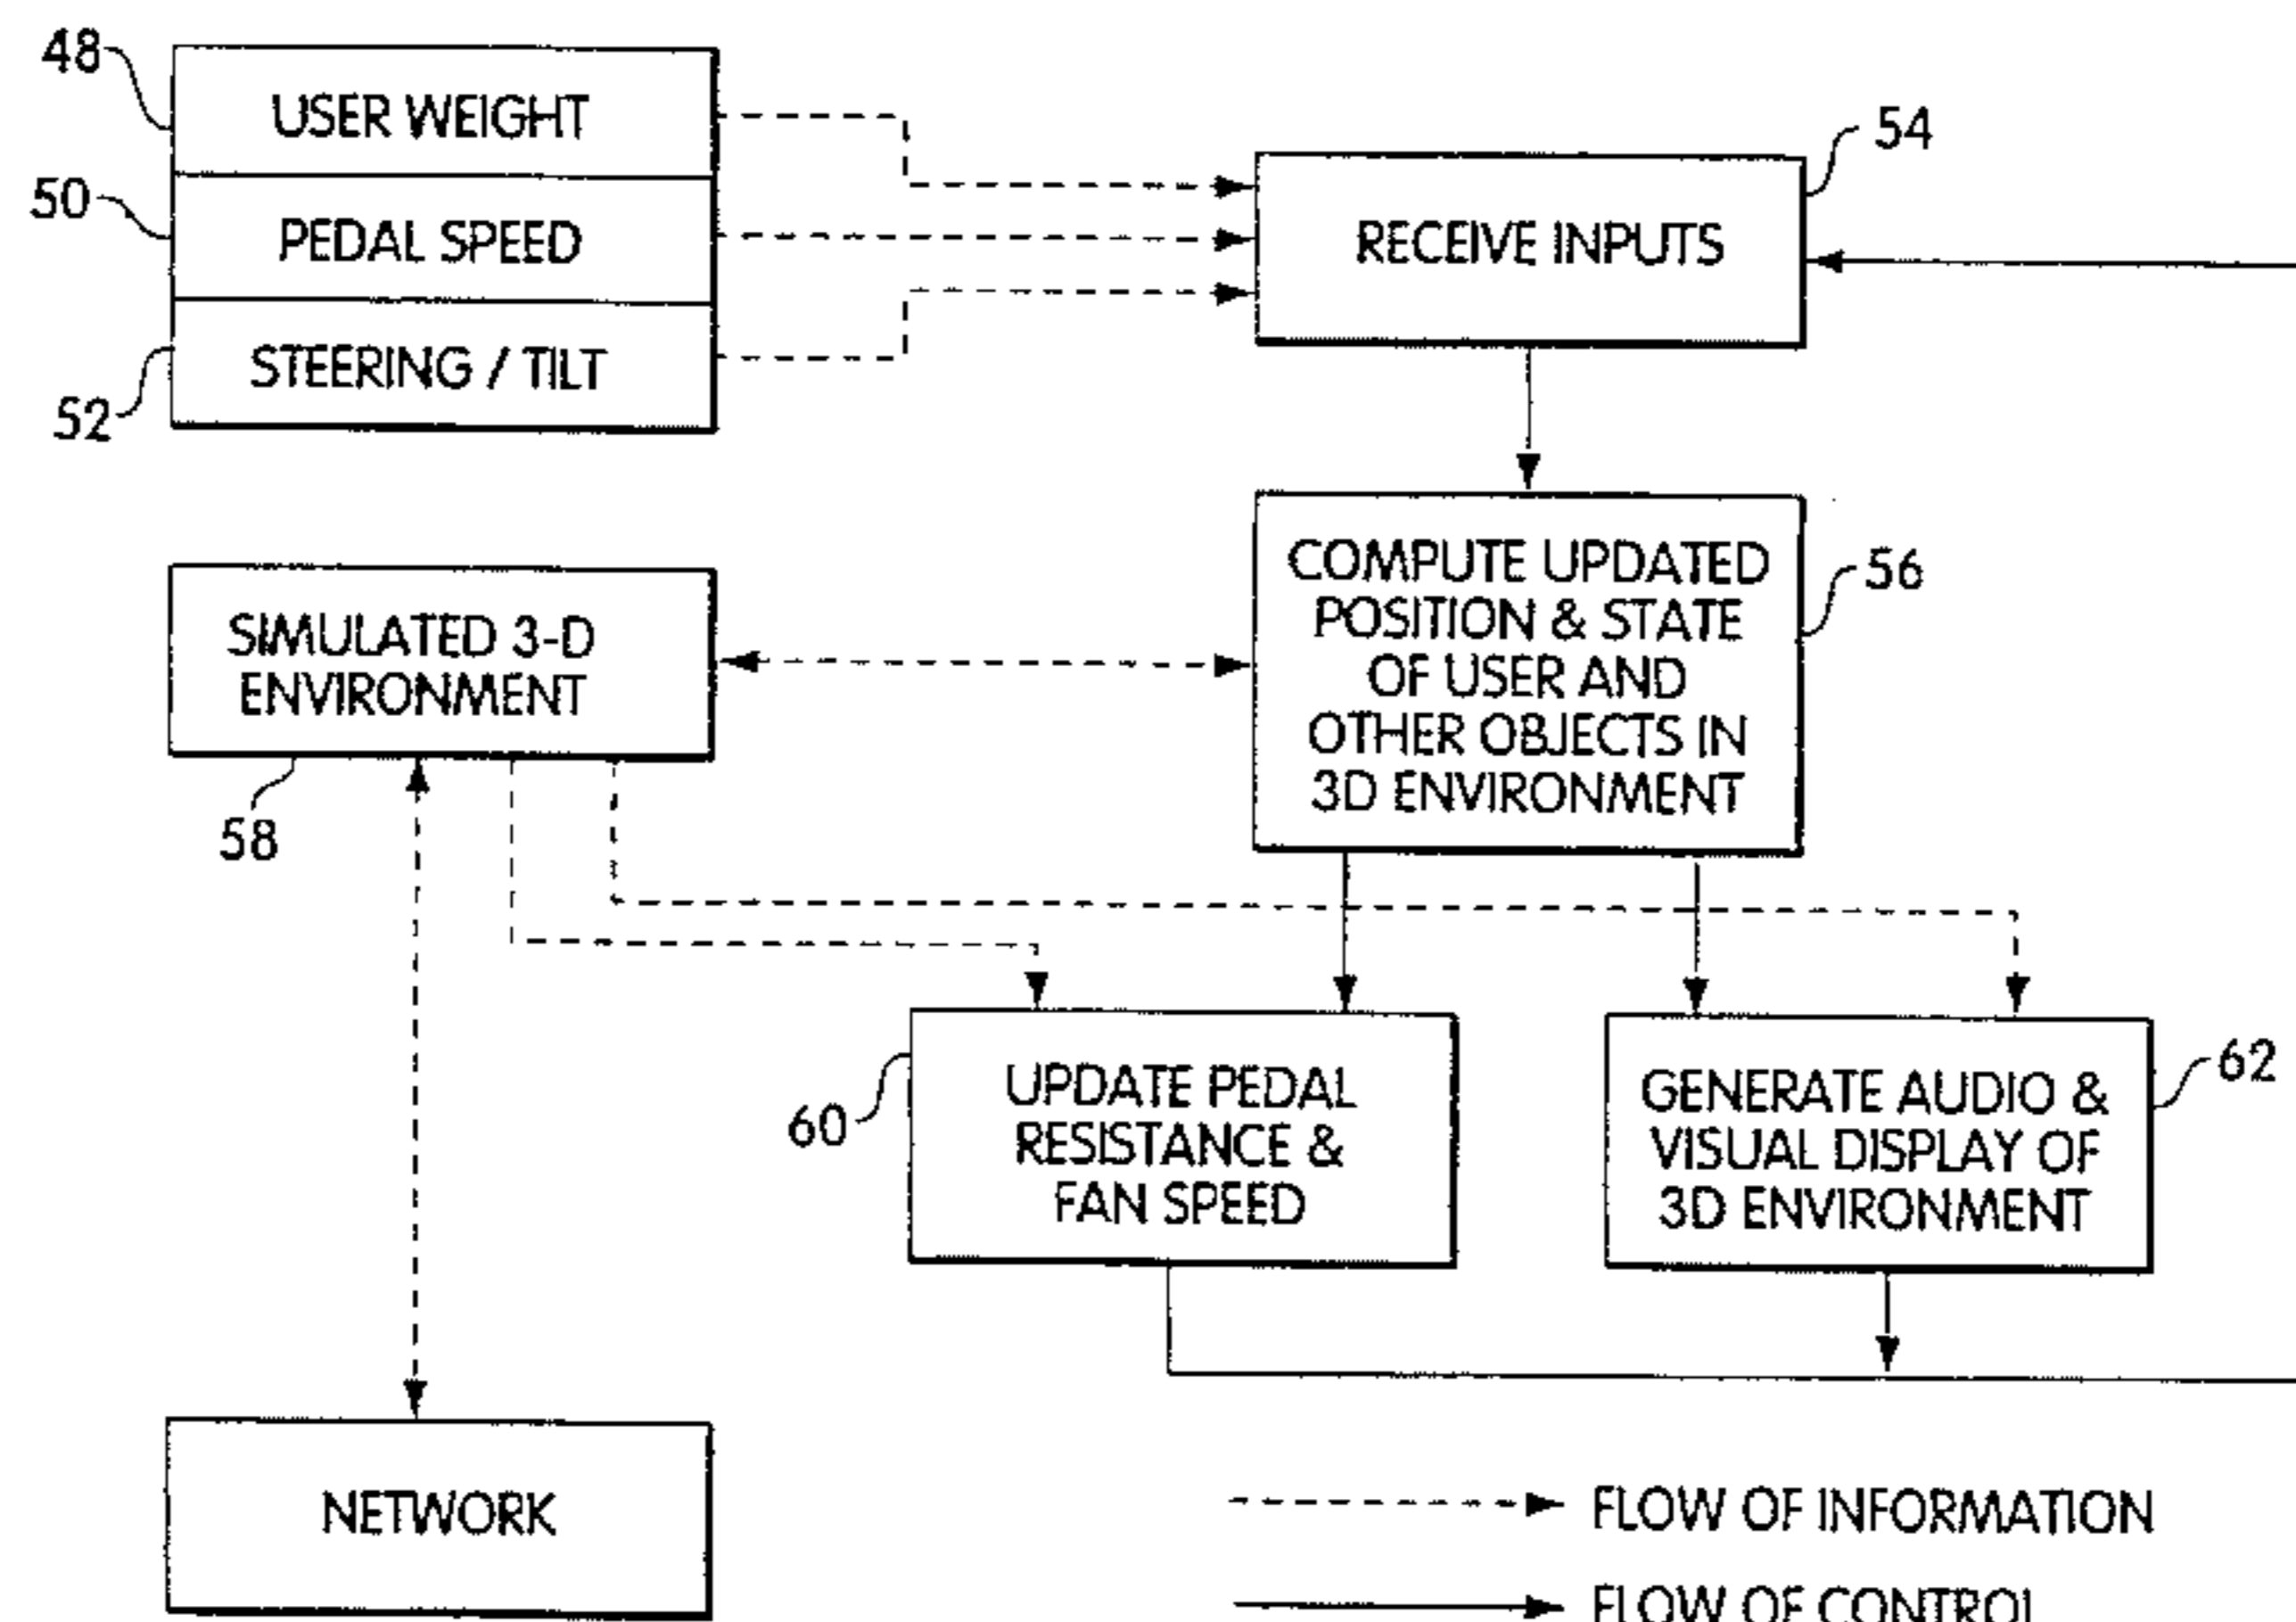 48
USER WEIGHT
50
PEDAL SPEED
52
STEERING / TILT
54
RECEIVE INPUTS
56
COMPUTE UPDATED
POSITION & STATE
OF USER AND
OTHER OBJECTS IN
3D ENVIRONMENT
SIMULATED 3-D
ENVIRONMENT
58
60
UPDATE PEDAL
RESISTANCE &
FAN SPEED
62
GENERATE AUDIO &
VISUAL DISPLAY OF
3D ENVIRONMENT
NETWORK
FLOW OF INFORMATION
FLOW OF CONTROL